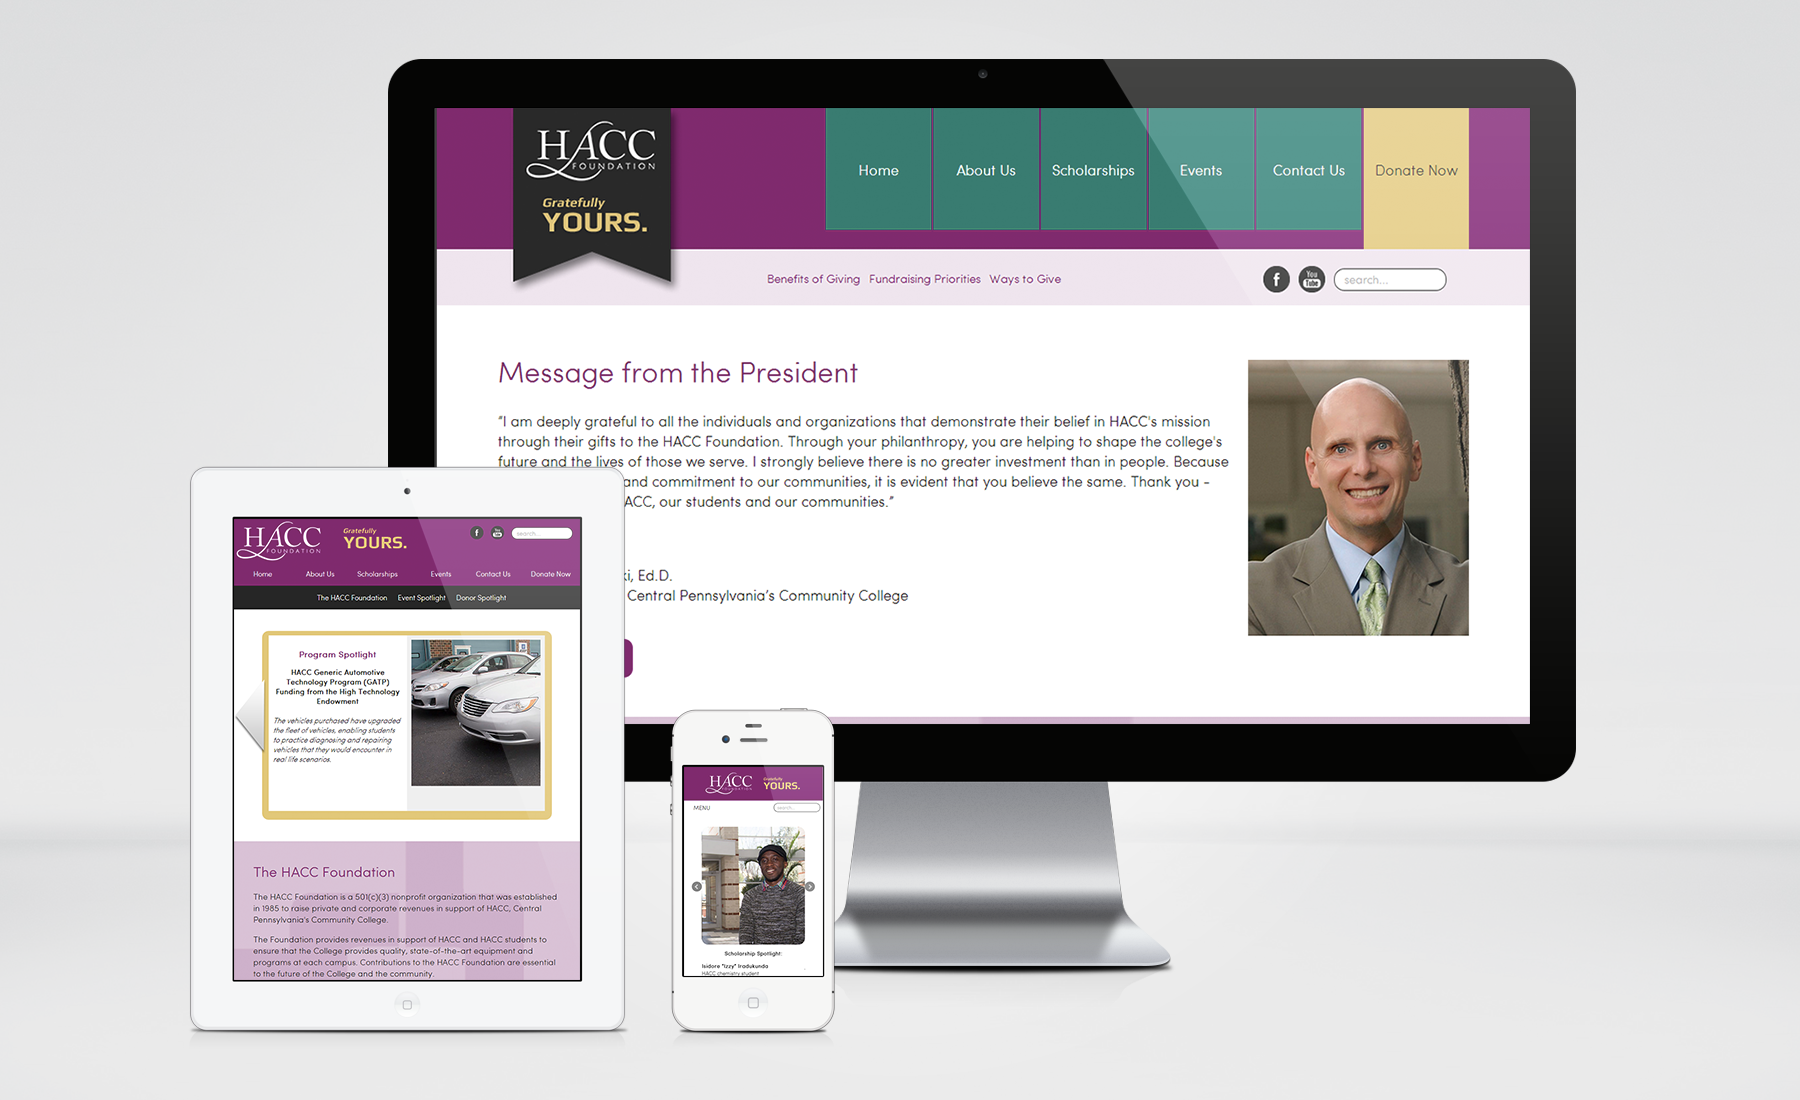 HACC
FOUNDATION
Gratefully
YOURS.
Home
About Us
Scholarships
Events
Contact Us
Donate Now
Benefits of Giving Fundraising Priorities Ways to Give
f
You
Tube
search...
Message from the President
“I am deeply grateful to all the individuals and organizations that demonstrate their belief in HACC's mission
through their gifts to the HACC Foundation. Through your philanthropy, you are helping to shape the college's
future and the lives of those we serve. I strongly believe there is no greater investment than in people. Because
and commitment to our communities, it is evident that you believe the same. Thank you -
ACC, our students and our communities.”
ki, Ed.D.
Central Pennsylvania’s Community College
HACC
FOUNDATION
Gratefully
YOURS.
f
You
Tube
search...
Home About Us Scholarships Events Contact Us Donate Now
The HACC Foundation Event Spotlight Donor Spotlight
Program Spotlight
HACC Generic Automotive
Technology Program (GATP)
Funding from the High Technology
Endowment
The vehicles purchased have upgraded
the fleet of vehicles, enabling students
to practice diagnosing and repairing
vehicles that they would encounter in
real life scenarios.
The HACC Foundation
The HACC Foundation is a 501(c)(3) nonprofit organization that was established
in 1985 to raise private and corporate revenues in support of HACC, Central
Pennsylvania's Community College.
The Foundation provides revenues in support of HACC and HACC students to
ensure that the College provides quality, state-of-the-art equipment and
programs at each campus. Contributions to the HACC Foundation are essential
to the future of the College and the community.
HACC
FOUNDATION
Gratefully
YOURS.
MENU
search...
Scholarship Spotlight:
Isidore "Izzy" Iradukunda
HACC chemistry student